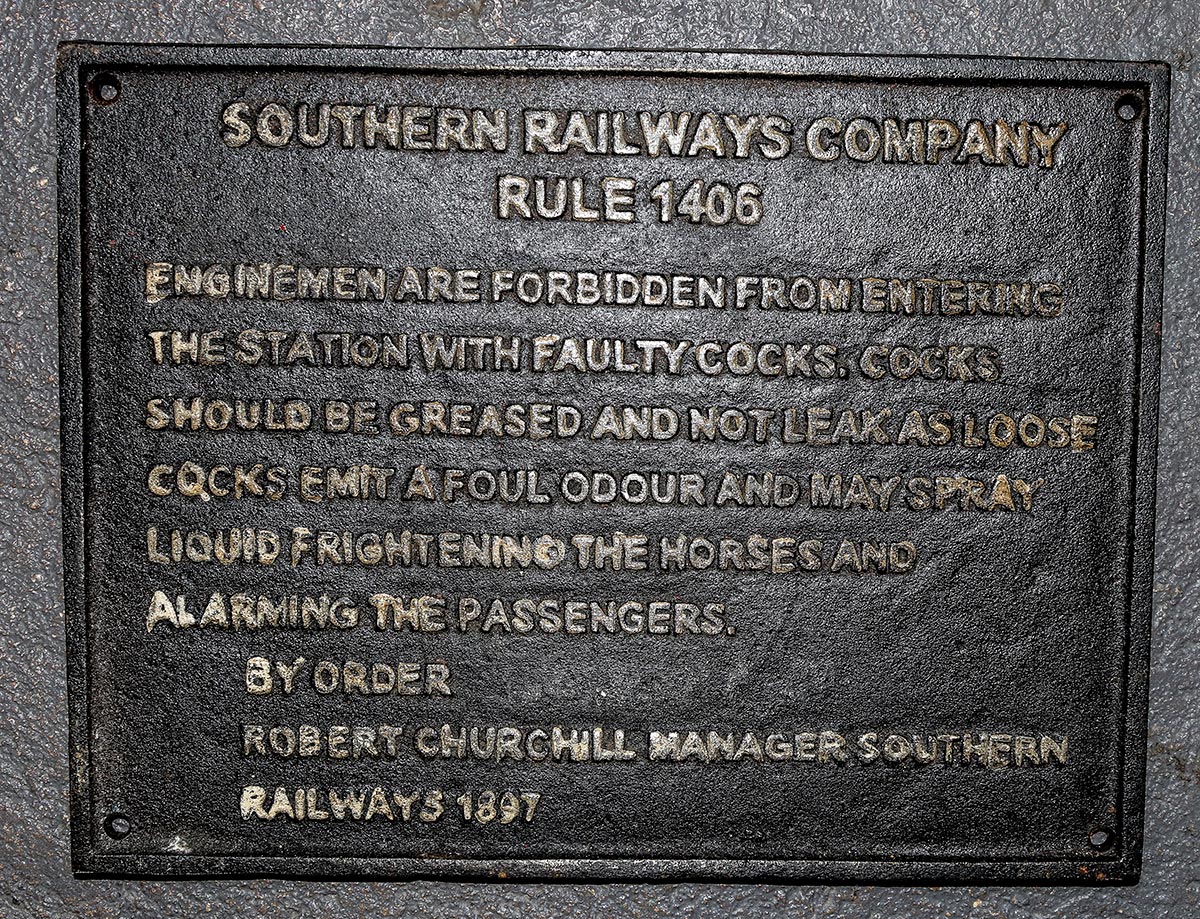 SOUTHERN RAILWAYS COMPANY
RULE 1406
ENGINEMEN ARE FORBIDDEN FROM ENTERING
THE STATION WITH FAULTY COCKS. COCKS
SHOULD BE GREASED AND NOT LEAK AS LOOSE
COCKS EMIT A FOUL ODOUR AND MAY SPRAY
LIQUID FRIGHTENING THE HORSES AND
ALARMING THE PASSENGERS.
BY ORDER
ROBERT CHURCHILL MANAGER SOUTHERN
RAILWAYS 1897